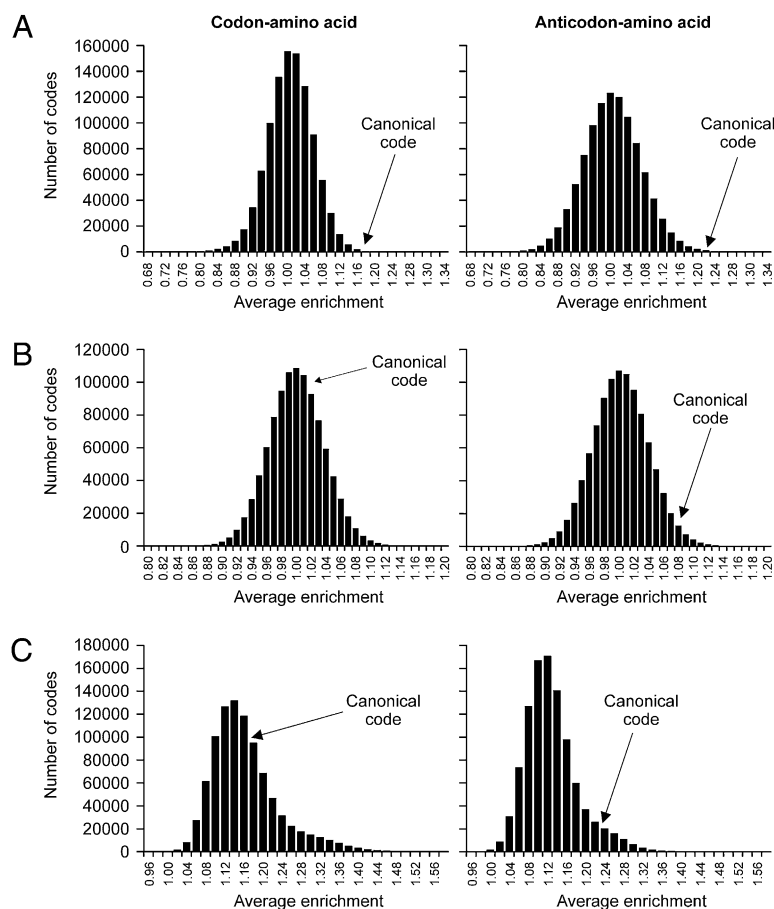 Codon-amino acid
Anticodon-amino acid
A
160000
140000
120000
100000
80000
60000
40000
20000
0
Number of codes
Canonical
code
Canonical
code
0.68 0.72 0.76 0.80 0.84 0.88 0.92 0.96 1.00 1.04 1.08 1.12 1.16 1.20 1.24 1.28 1.30 1.34
0.68 0.72 0.76 0.80 0.84 0.88 0.92 0.96 1.00 1.04 1.08 1.12 1.16 1.20 1.24 1.28 1.30 1.34
Average enrichment
Average enrichment
B
120000
100000
80000
60000
40000
20000
0
Number of codes
Canonical
code
Canonical
code
0.80 0.82 0.84 0.86 0.88 0.90 0.92 0.94 0.96 0.98 1.00 1.02 1.04 1.06 1.08 1.10 1.12 1.14 1.16 1.18 1.20
0.80 0.82 0.84 0.86 0.88 0.90 0.92 0.94 0.96 0.98 1.00 1.02 1.04 1.06 1.08 1.10 1.12 1.14 1.16 1.18 1.20
Average enrichment
Average enrichment
C
180000
160000
140000
120000
100000
80000
60000
40000
20000
0
Number of codes
Canonical
code
Canonical
code
0.96 1.00 1.04 1.08 1.12 1.16 1.20 1.24 1.28 1.32 1.36 1.40 1.44 1.48 1.52 1.56
0.96 1.00 1.04 1.08 1.12 1.16 1.20 1.24 1.28 1.32 1.36 1.40 1.44 1.48 1.52 1.56
Average enrichment
Average enrichment